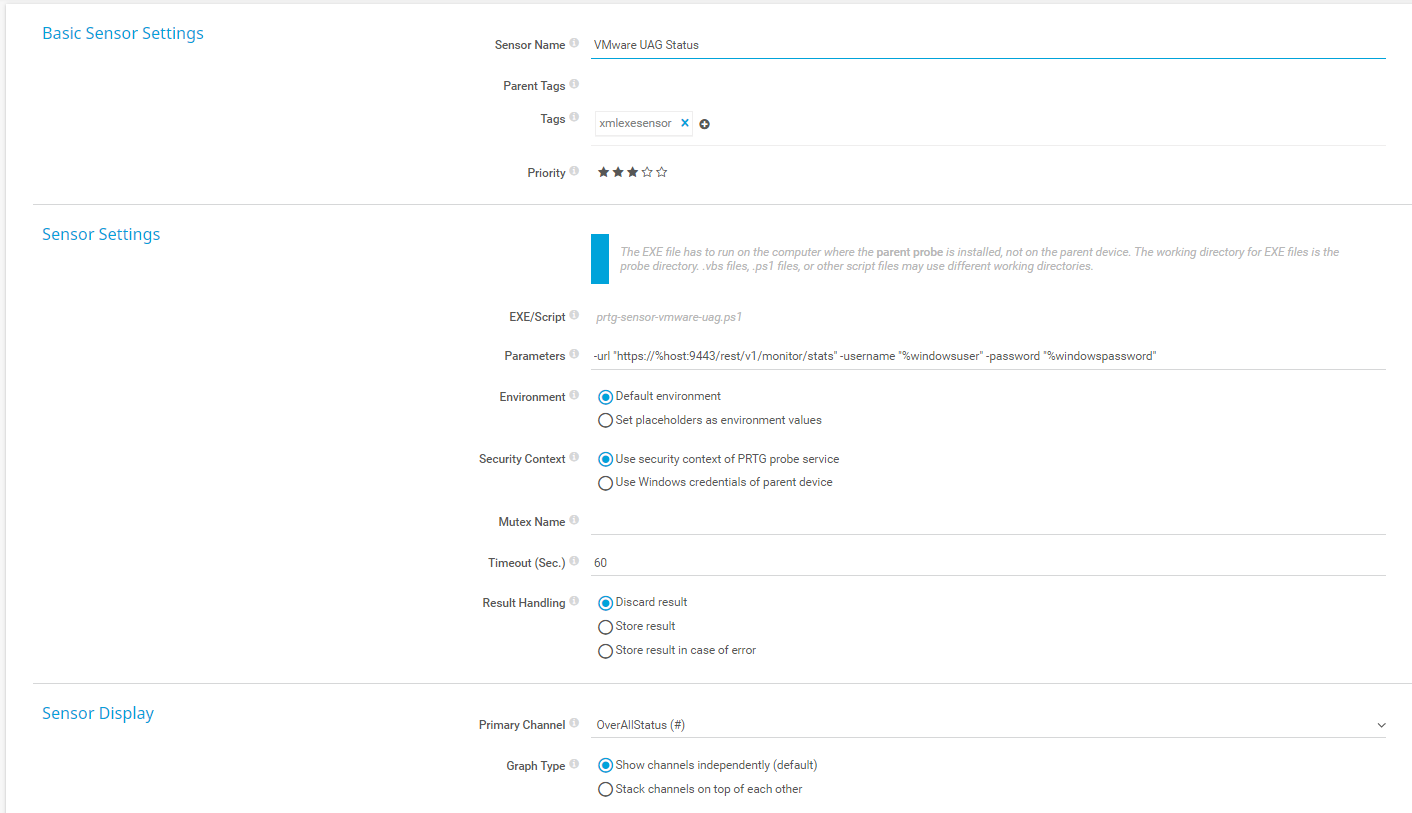 Basic Sensor Settings
Sensor Name VMware UAG Status
Parent Tags
Tags xmlexesensor
Priority
Sensor Settings
The EXE file has to run on the computer where the parent probe is installed, not on the parent device. The working directory for EXE files is the
probe directory. .vbs files, .ps1 files, or other script files may use different working directories.
EXE/Script prtg-sensor-vmware-uag.ps1
Parameters -url "https://%host:9443/rest/v1/monitor/stats" -username "%windowsuser" -password "%windowspassword"
Environment Default environment
Set placeholders as environment values
Security Context Use security context of PRTG probe service
Use Windows credentials of parent device
Mutex Name
Timeout (Sec.) 60
Result Handling Discard result
Store result
Store result in case of error
Sensor Display
Primary Channel OverAllStatus (#)
Graph Type Show channels independently (default)
Stack channels on top of each other